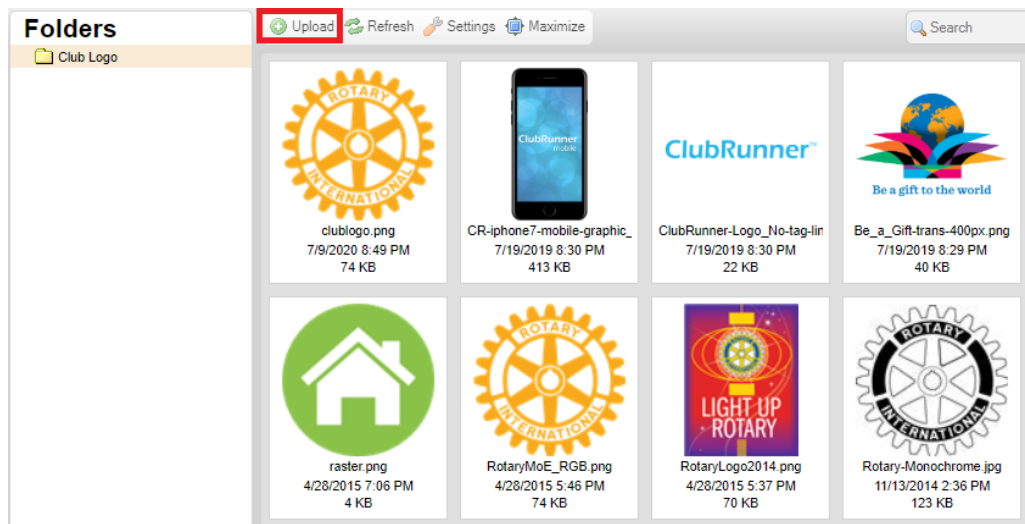 Folders
Club Logo
Upload Refresh Settings Maximize
Search
ROTARY
INTERNATIONAL
clublogo.png
7/9/2020 8:49 PM
74 KB
ClubRunner
mobile
CR-iphone7-mobile-graphic_
7/19/2019 8:30 PM
413 KB
ClubRunner™
ClubRunner-Logo_No-tag-lin
7/19/2019 8:30 PM
22 KB
Be a gift to the world
Be_a_Gift-trans-400px.png
7/19/2019 8:29 PM
40 KB
raster.png
4/28/2015 7:06 PM
4 KB
ROTARY
INTERNATIONAL
RotaryMoE_RGB.png
4/28/2015 5:46 PM
74 KB
LIGHT UP
ROTARY
RotaryLogo2014.png
4/28/2015 5:37 PM
70 KB
ROTARY
INTERNATIONAL
Rotary-Monochrome.jpg
11/13/2014 2:36 PM
123 KB